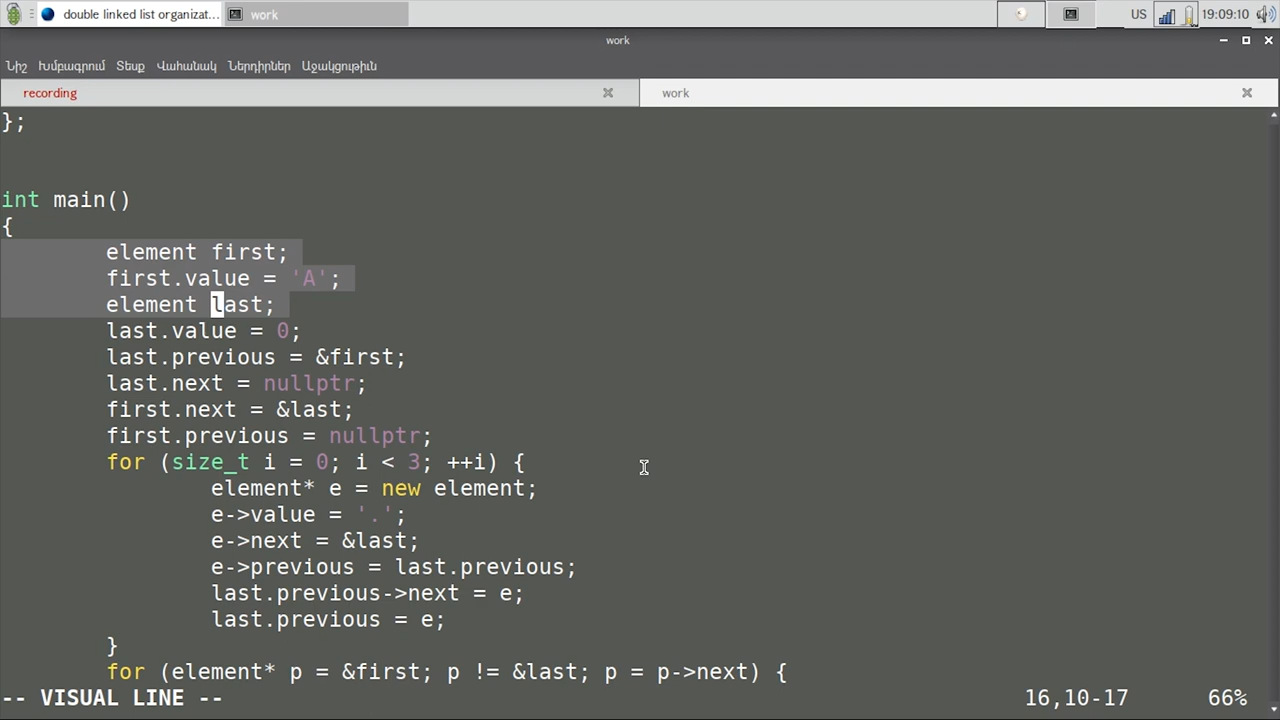 double linked list organizat... work US 19:09:10
work
Նիշ Խմբագրում Տեսք Վահանակ Ներդիրներ Աջակցութիւն
recording work
};
int main()
{
element first;
first.value = 'A';
element last;
last.value = 0;
last.previous = &first;
last.next = nullptr;
first.next = &last;
first.previous = nullptr;
for (size_t i = 0; i < 3; ++i) {
element* e = new element;
e->value = '.';
e->next = &last;
e->previous = last.previous;
last.previous->next = e;
last.previous = e;
}
for (element* p = &first; p != &last; p = p->next) {
-- VISUAL LINE -- 16,10-17 66%